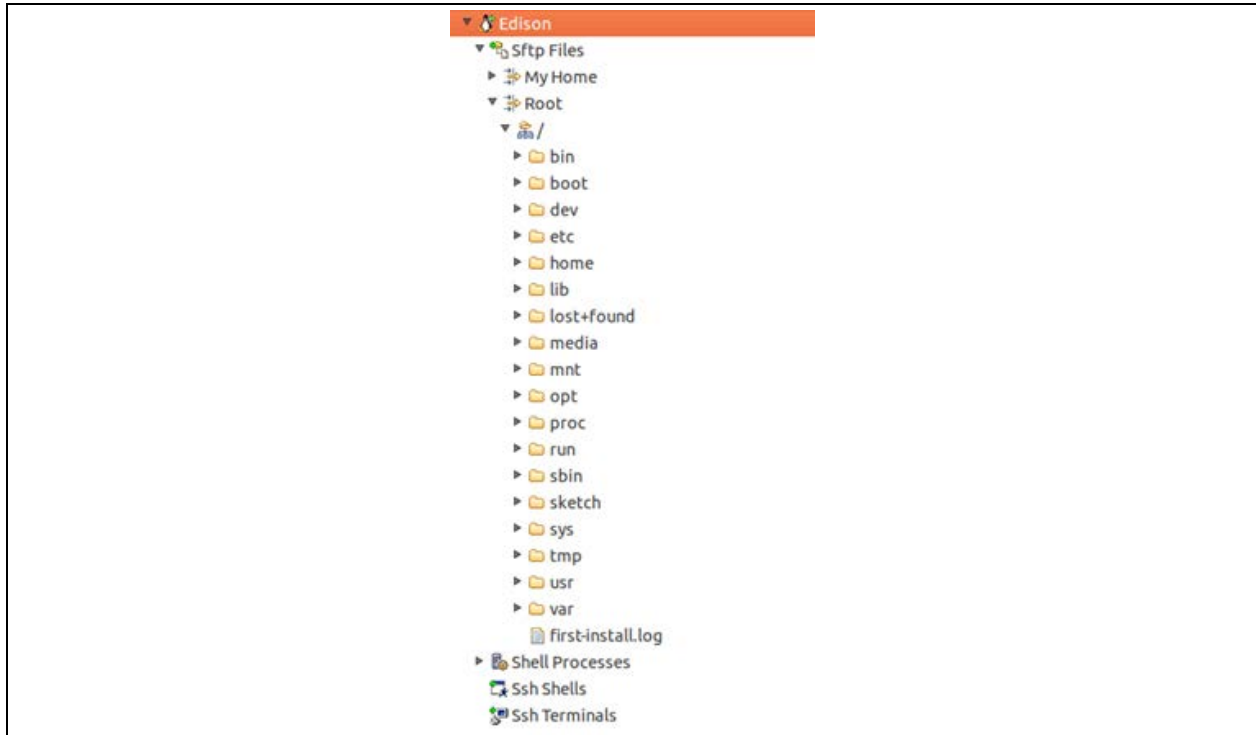 Edison
Sftp Files
My Home
Root
/
bin
boot
dev
etc
home
lib
lost+found
media
mnt
opt
proc
run
sbin
sketch
sys
tmp
usr
var
first-install.log
Shell Processes
Ssh Shells
Ssh Terminals